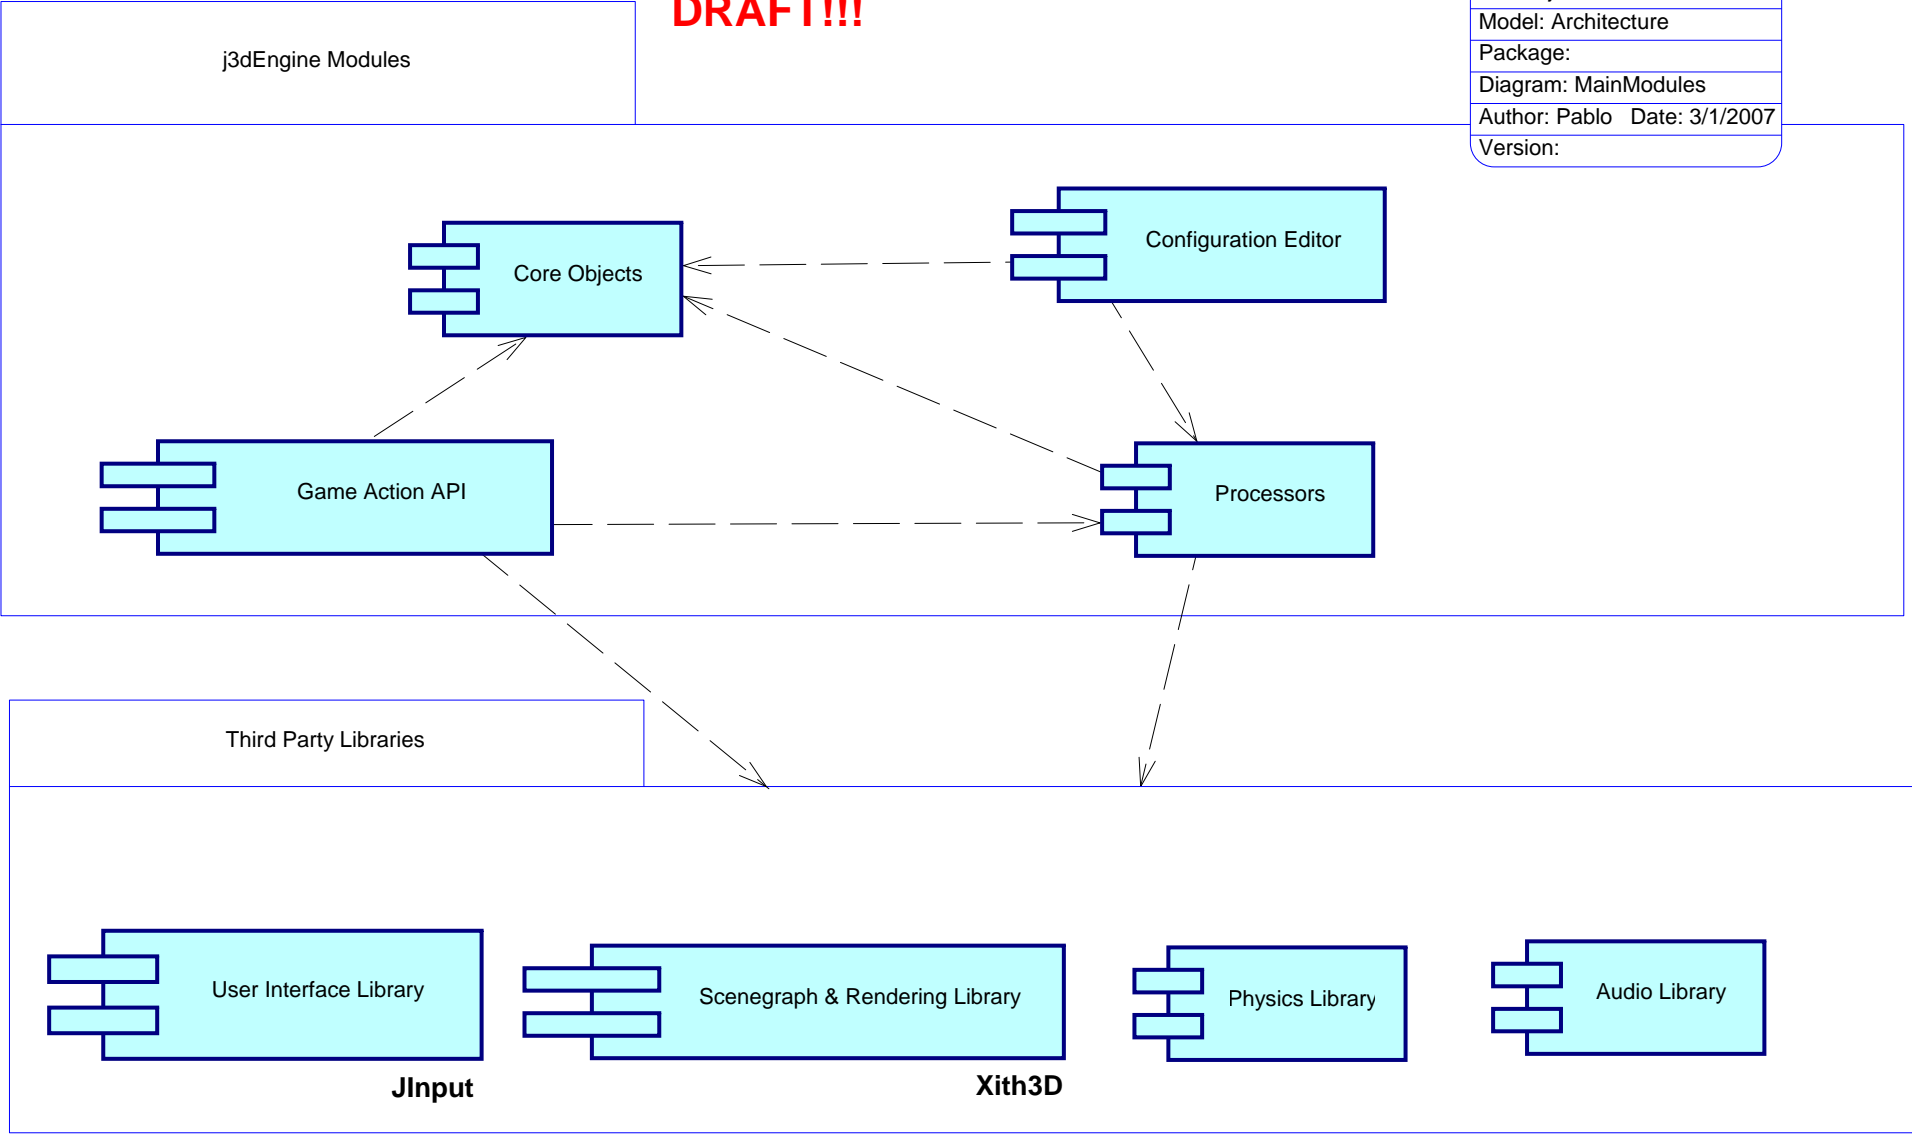 DRAFT!!!
Model: Architecture
Package:
Diagram: MainModules
Author: Pablo Date: 3/1/2007
Version:
j3dEngine Modules
Configuration Editor
Core Objects
Game Action API
Processors
Third Party Libraries
User Interface Library
Scenegraph & Rendering Library
Physics Library
Audio Library
JInput
Xith3D